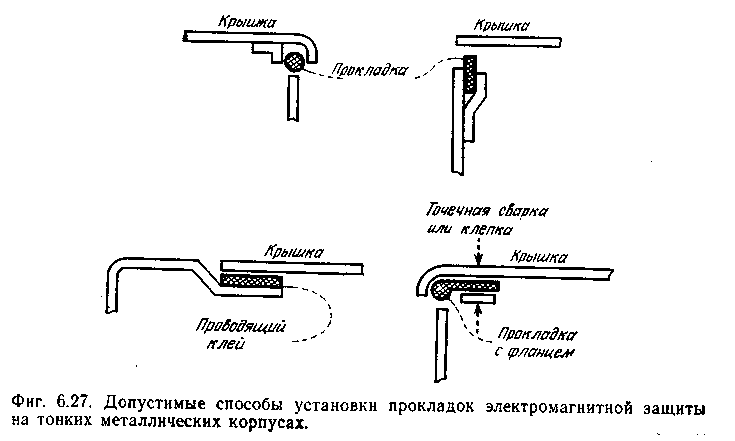 Крышка
Крышка
Прокладка
Точечная сварка
или клепка
Крышка
Крышка
Проводящий
клей
Прокладка
с фланцем
Фиг. 6.27. Допустимые способы установки прокладок электромагнитной защиты
на тонких металлических корпусах.